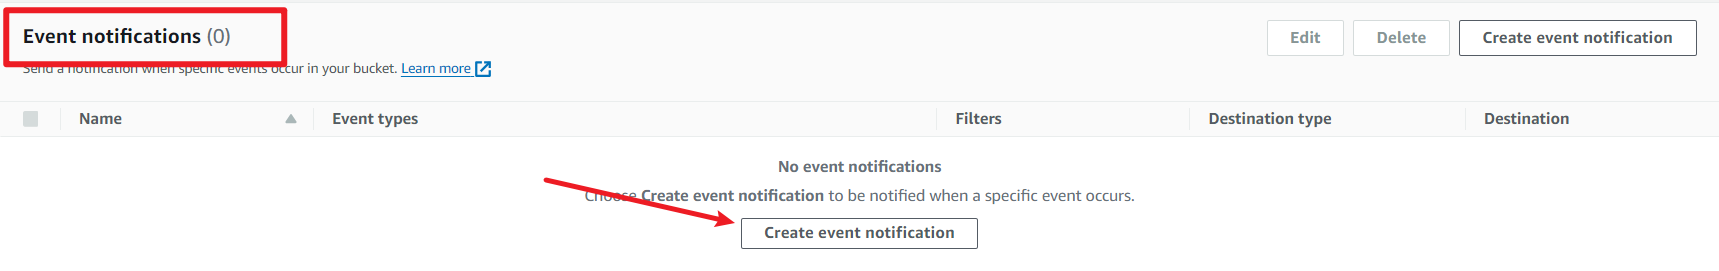 Event notifications (0)
Edit
Delete
Create event notification
Send a notification when specific events occur in your bucket. Learn more
Name
Event types
Filters
Destination type
Destination
No event notifications
Choose Create event notification to be notified when a specific event occurs.
Create event notification